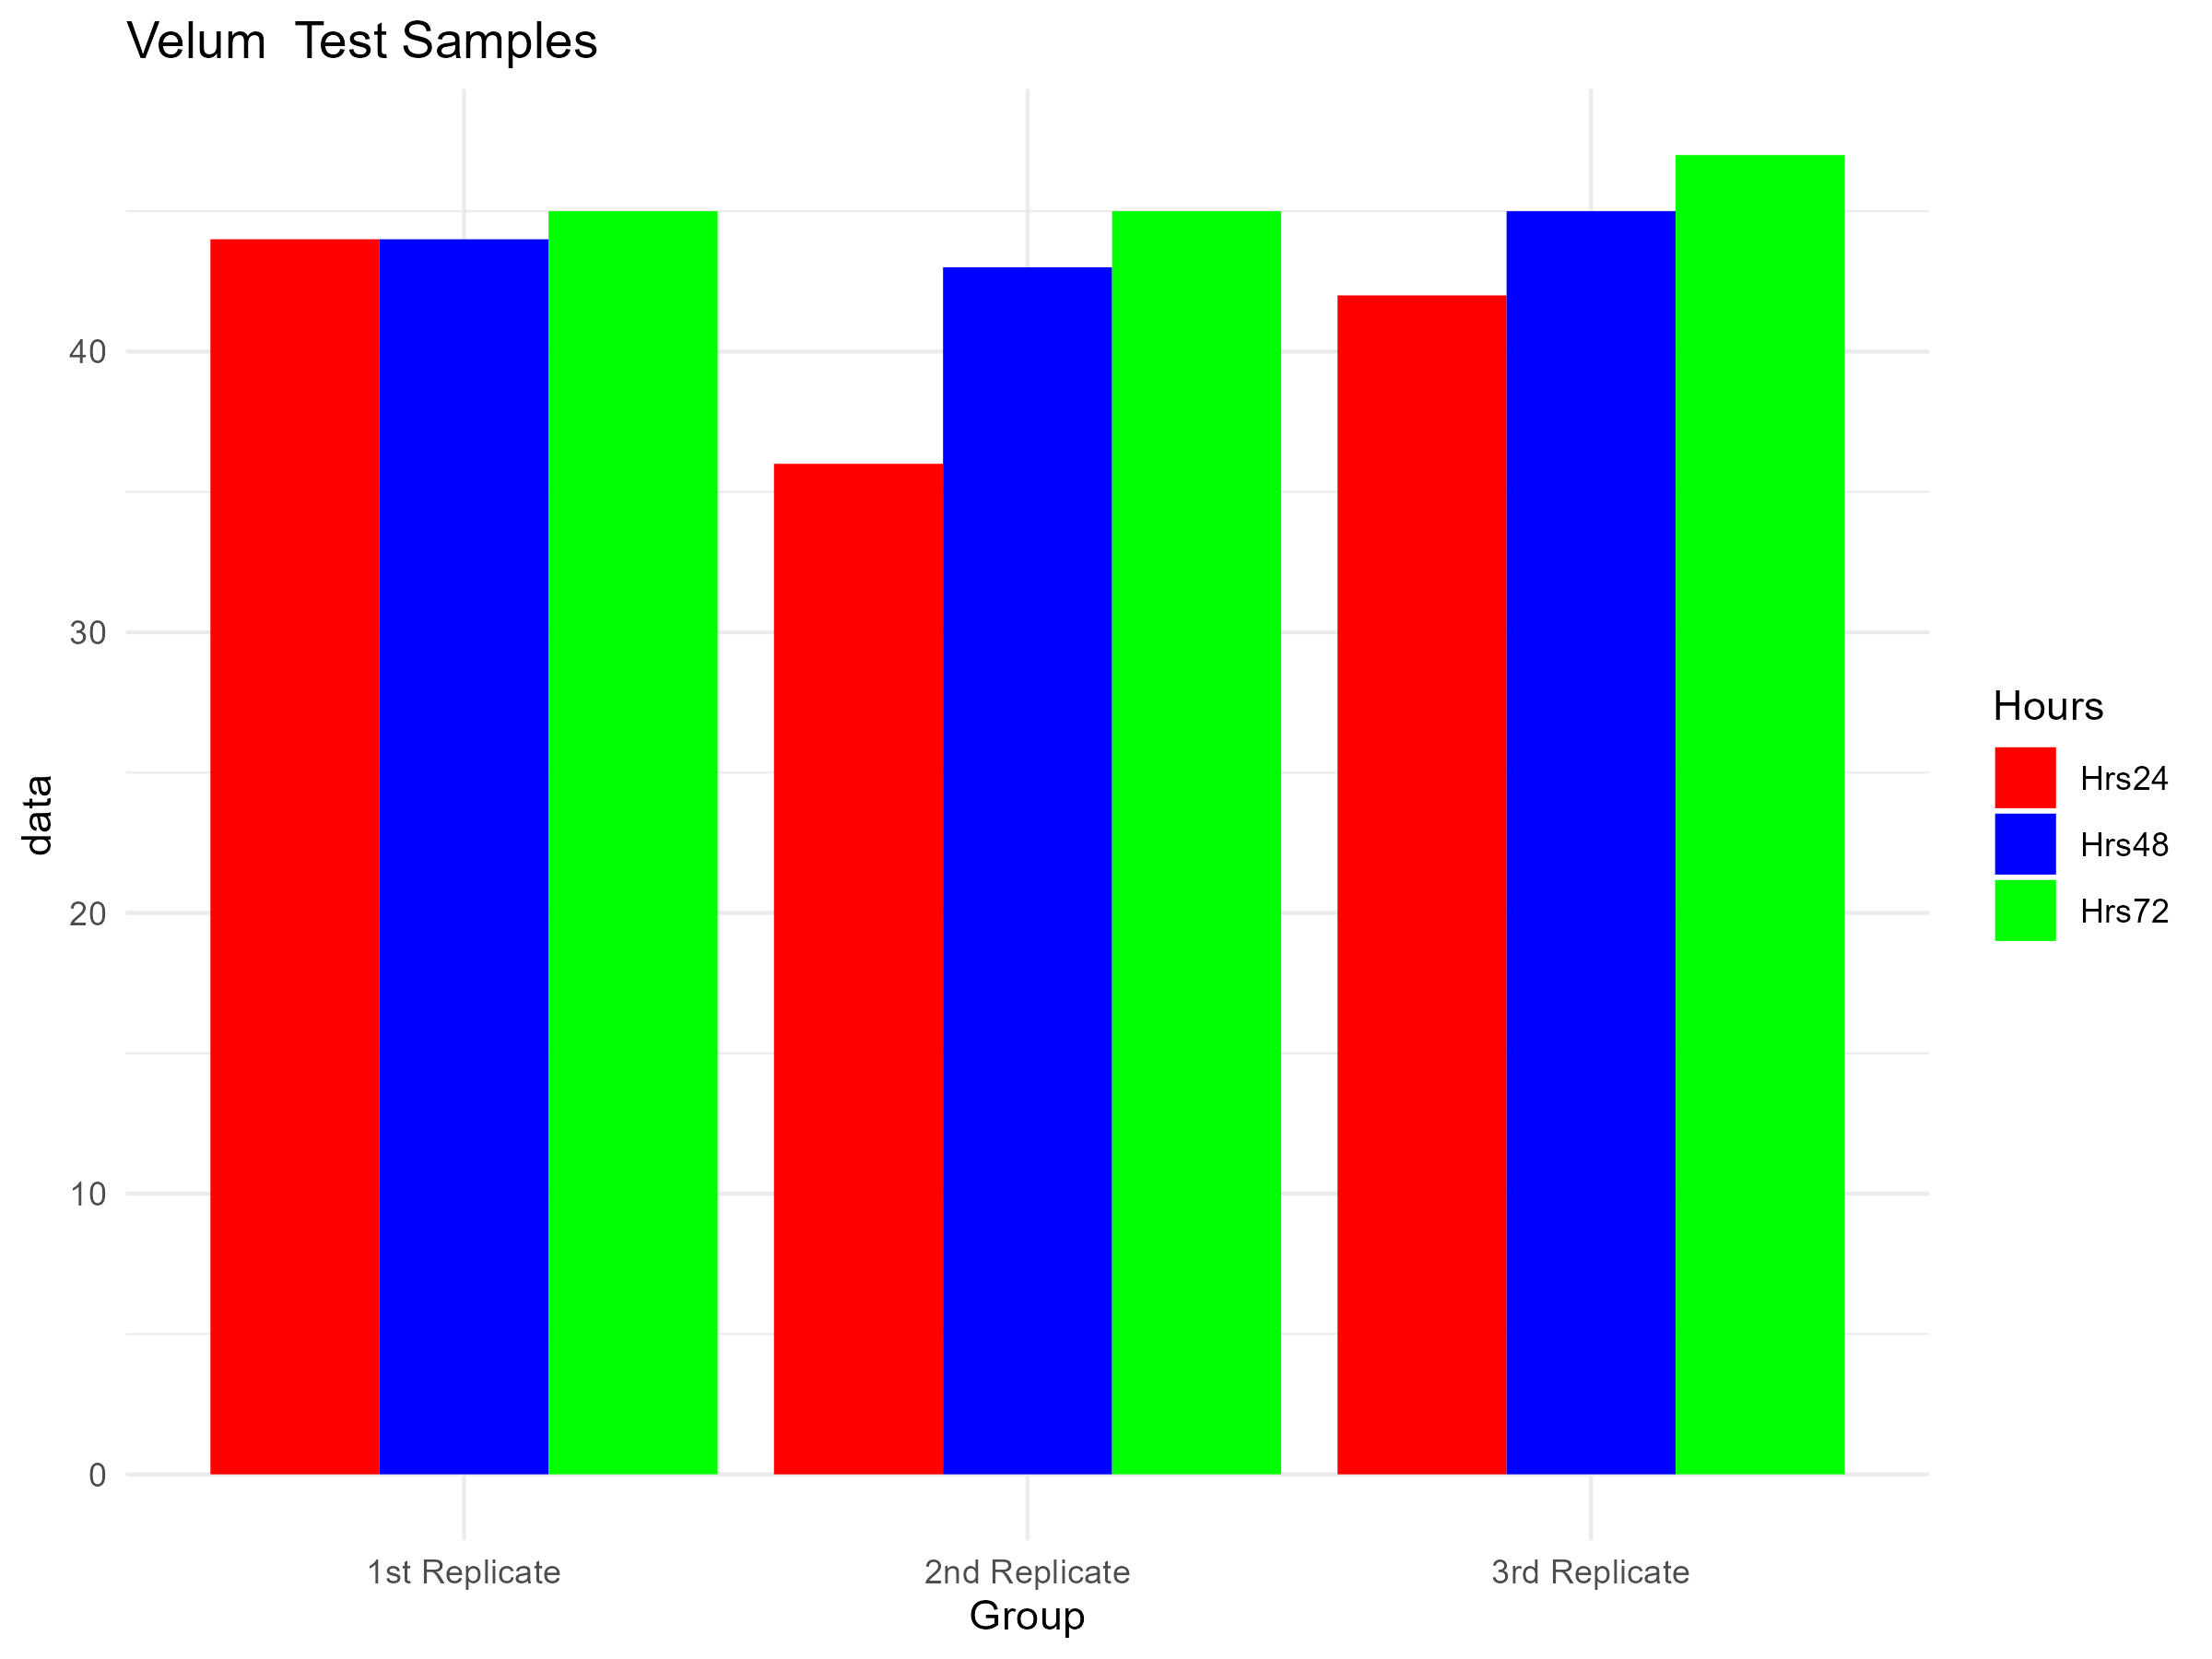 Velum  Test Samples
data
40
30
20
10
0
1st Replicate
2nd Replicate
3rd Replicate
Group
Hours
Hrs24
Hrs48
Hrs72